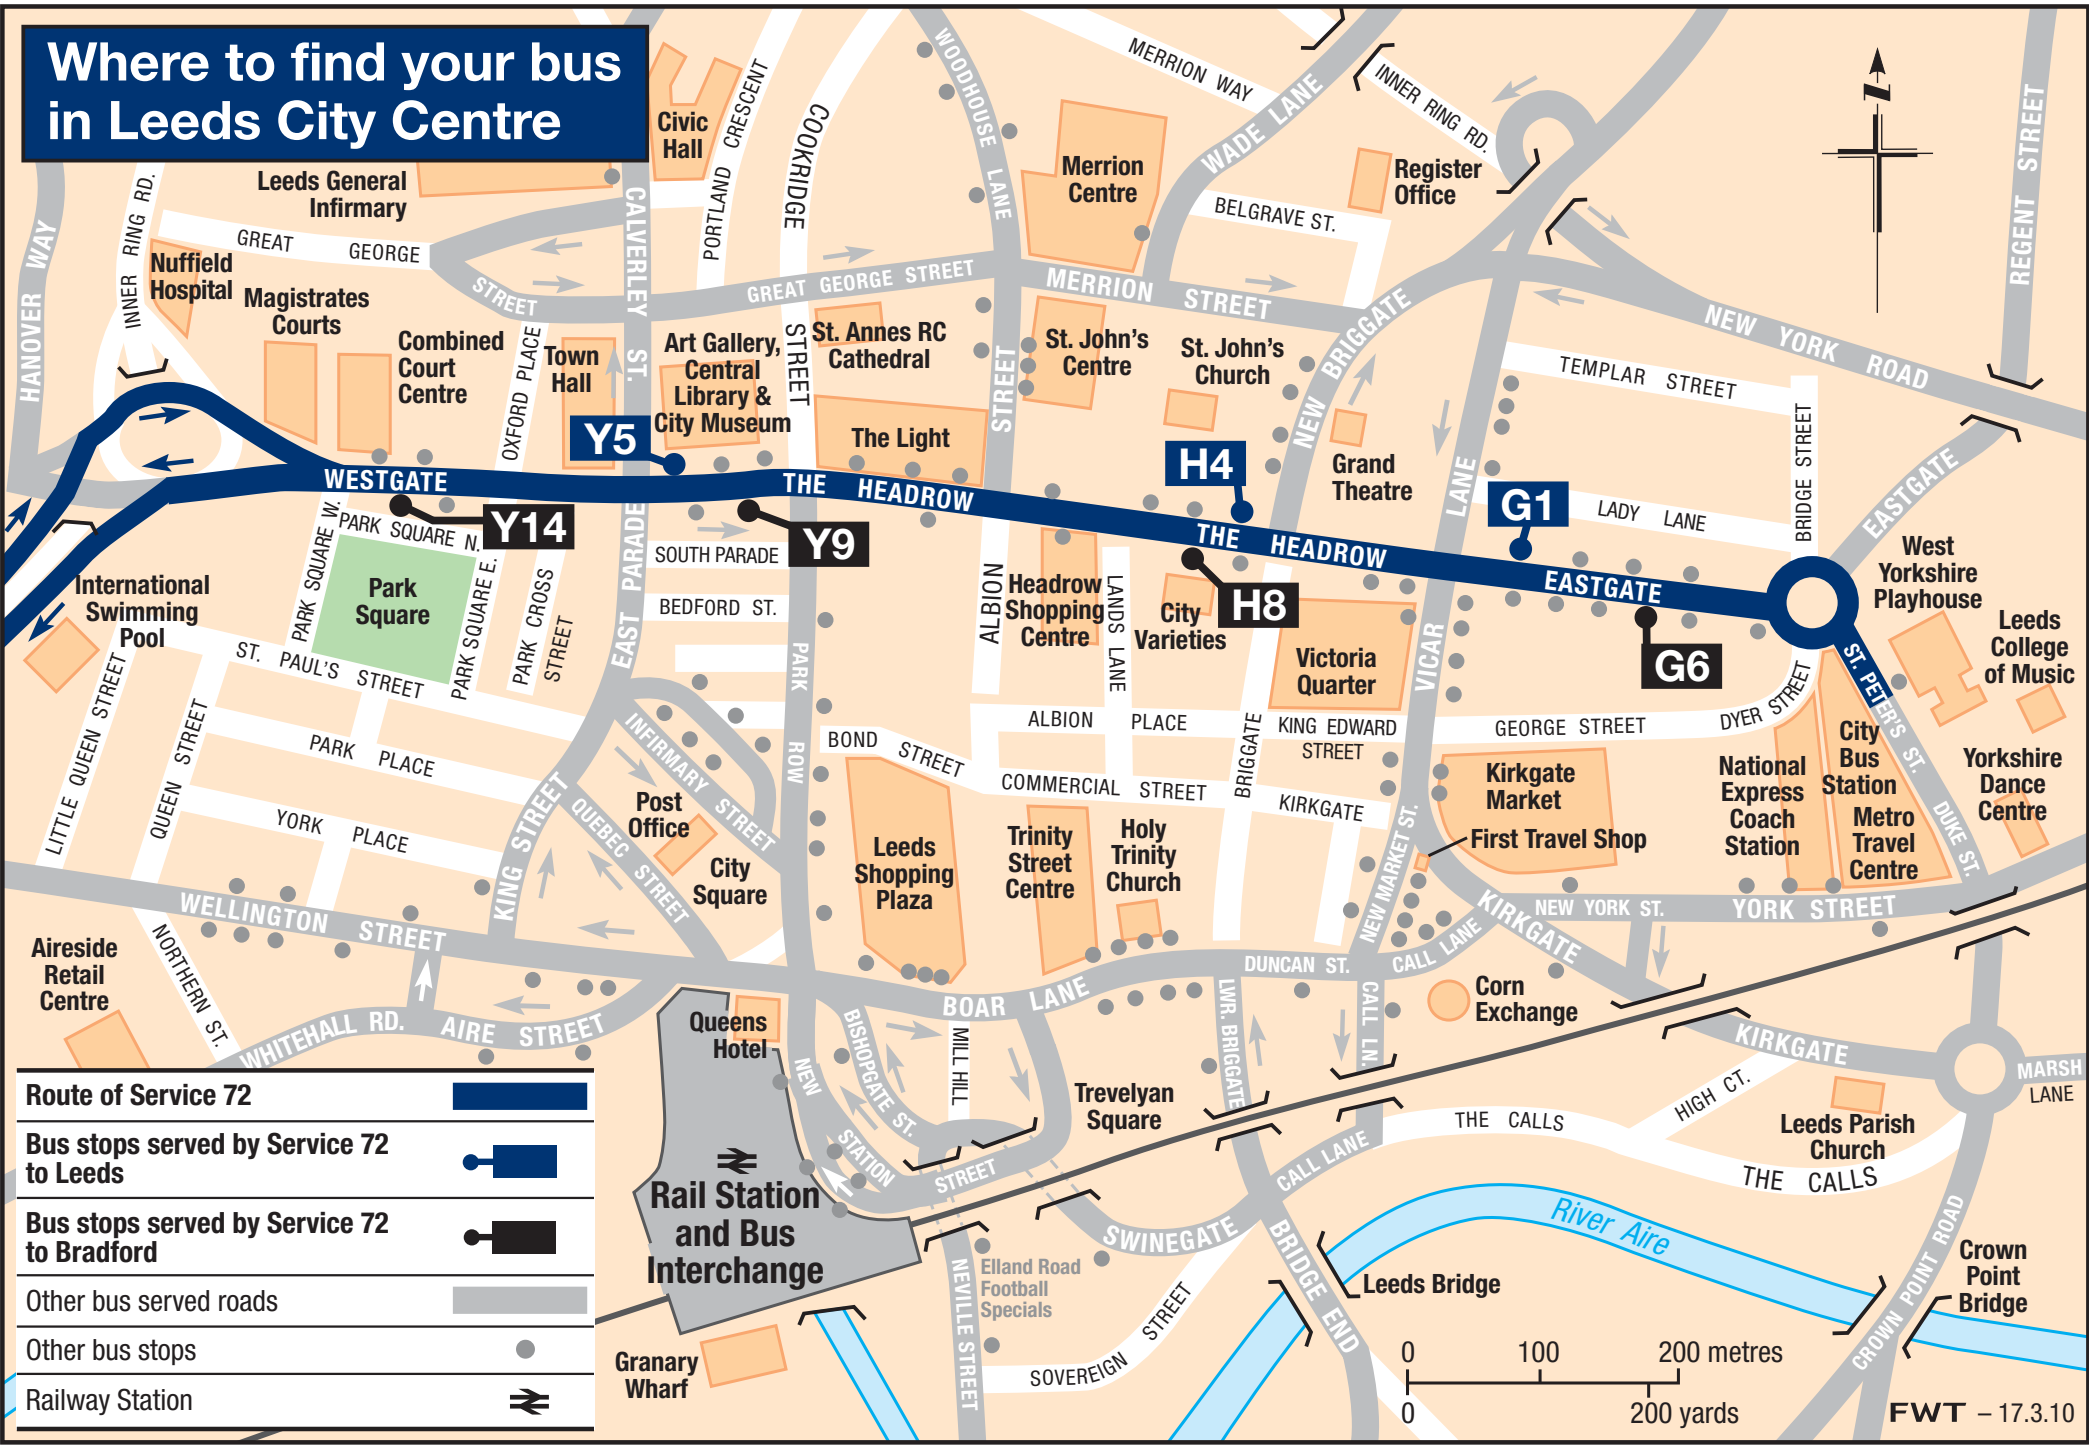 Where to find your bus
in Leeds City Centre
Civic
Hall
PORTLAND CRESCENT
COOKRIDGE
STREET
WOODHOUSE LANE
MERRION WAY
WADE LANE
INNER RING RD.
Register
Office
REGENT STREET
Merrion
Centre
BELGRAVE ST.
Leeds General
Infirmary
INNER RING RD.
HANOVER WAY
GREAT GEORGE
STREET
CALVERLEY ST.
GREAT GEORGE STREET
MERRION STREET
Nuffield
Hospital
Magistrates
Courts
Combined
Court
Centre
OXFORD PLACE
Town
Hall
Art Gallery,
Central
Library &
City Museum
St. Annes RC
Cathedral
The Light
STREET
St. John's
Centre
St. John's
Church
NEW BRIGGATE
Grand
Theatre
NEW YORK ROAD
TEMPLAR STREET
BRIDGE STREET
LADY LANE
EASTGATE
Y5
H4
G1
WESTGATE
THE HEADROW
THE HEADROW
EASTGATE
Y14
Y9
H8
G6
PARK SQUARE W.
PARK SQUARE N.
PARK SQUARE E.
Park
Square
PARK CROSS
STREET
EAST PARADE
SOUTH PARADE
BEDFORD ST.
PARK ROW
ALBION
Headrow
Shopping
Centre
LANDS LANE
City
Varieties
Victoria
Quarter
VICAR LANE
West
Yorkshire
Playhouse
Leeds
College
of Music
International
Swimming
Pool
ST. PAUL'S STREET
LITTLE QUEEN STREET
QUEEN STREET
PARK PLACE
YORK PLACE
KING STREET
INFIRMARY STREET
QUEBEC STREET
Post
Office
City
Square
BOND STREET
ALBION PLACE
COMMERCIAL STREET
BRIGGATE
KING EDWARD
STREET
KIRKGATE
GEORGE STREET
DYER STREET
ST. PETER'S ST.
DUKE ST.
City
Bus
Station
National
Express
Coach
Station
Metro
Travel
Centre
Yorkshire
Dance
Centre
Kirkgate
Market
First Travel Shop
Leeds
Shopping
Plaza
Trinity
Street
Centre
Holy
Trinity
Church
NEW MARKET ST.
WELLINGTON STREET
Aireside
Retail
Centre
NORTHERN ST.
WHITEHALL RD.
AIRE STREET
Queens
Hotel
BOAR LANE
DUNCAN ST.
CALL LANE
KIRKGATE
NEW YORK ST.
YORK STREET
Corn
Exchange
CALL LN.
LWR. BRIGGATE
BISHOPGATE ST.
MILL HILL
NEW
STATION
STREET
Trevelyan
Square
KIRKGATE
MARSH
LANE
HIGH CT.
Leeds Parish
Church
THE CALLS
THE CALLS
CALL LANE
SWINEGATE
Rail Station
and Bus
Interchange
Elland Road
Football
Specials
NEVILLE STREET
SOVEREIGN STREET
BRIDGE END
Leeds Bridge
River Aire
CROWN POINT ROAD
Crown
Point
Bridge
Granary
Wharf
Route of Service 72
Bus stops served by Service 72
to Leeds
Bus stops served by Service 72
to Bradford
Other bus served roads
Other bus stops
Railway Station
0 100 200 metres
0 200 yards
FWT – 17.3.10